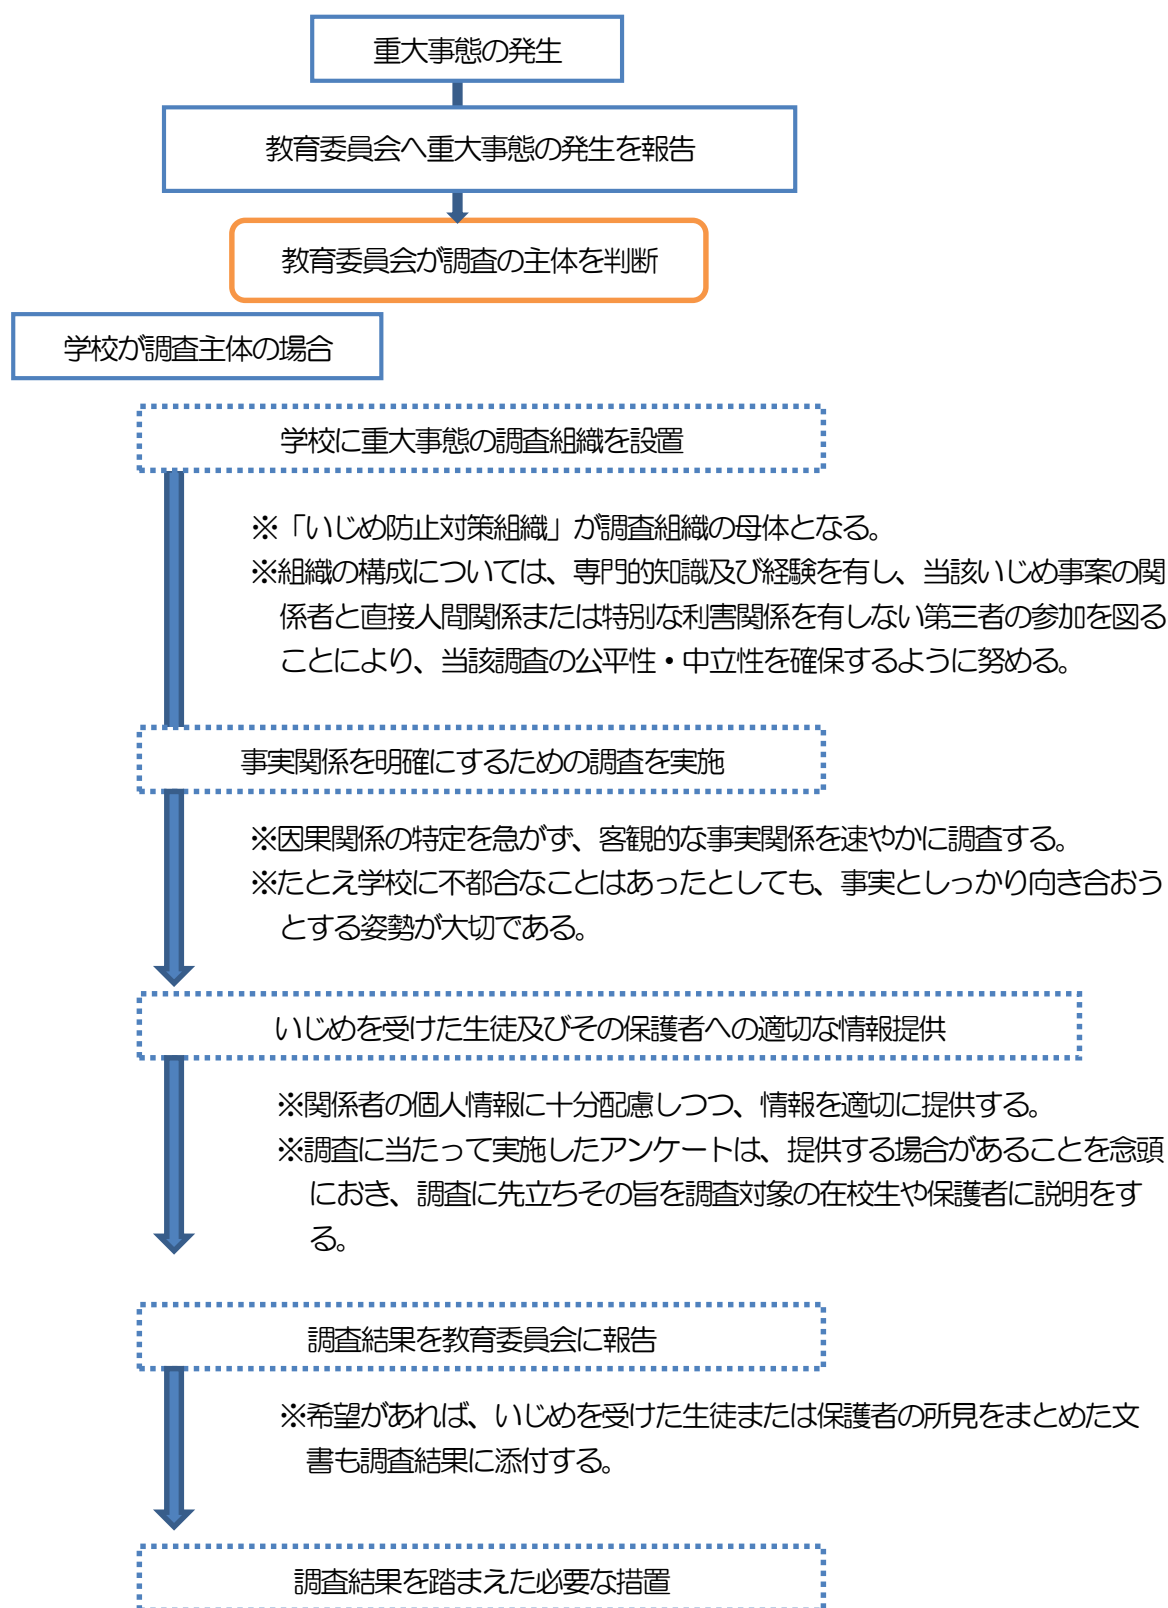 重大事態の発生
教育委員会へ重大事態の発生を報告
教育委員会が調査の主体を判断
学校が調査主体の場合
学校に重大事態の調査組織を設置
※「いじめ防止対策組織」が調査組織の母体となる。
※組織の構成については、専門的知識及び経験を有し、当該いじめ事案の関
係者と直接人間関係または特別な利害関係を有しない第三者の参加を図る
ことにより、当該調査の公平性・中立性を確保するように努める。
事実関係を明確にするための調査を実施
※因果関係の特定を急がず、客観的な事実関係を速やかに調査する。
※たとえ学校に不都合なことはあったとしても、事実としっかり向き合おう
とする姿勢が大切である。
いじめを受けた生徒及びその保護者への適切な情報提供
※関係者の個人情報に十分配慮しつつ、情報を適切に提供する。
※調査に当たって実施したアンケートは、提供する場合があることを念頭
におき、調査に先立ちその旨を調査対象の在校生や保護者に説明をす
る。
調査結果を教育委員会に報告
※希望があれば、いじめを受けた生徒または保護者の所見をまとめた文
書も調査結果に添付する。
調査結果を踏まえた必要な措置